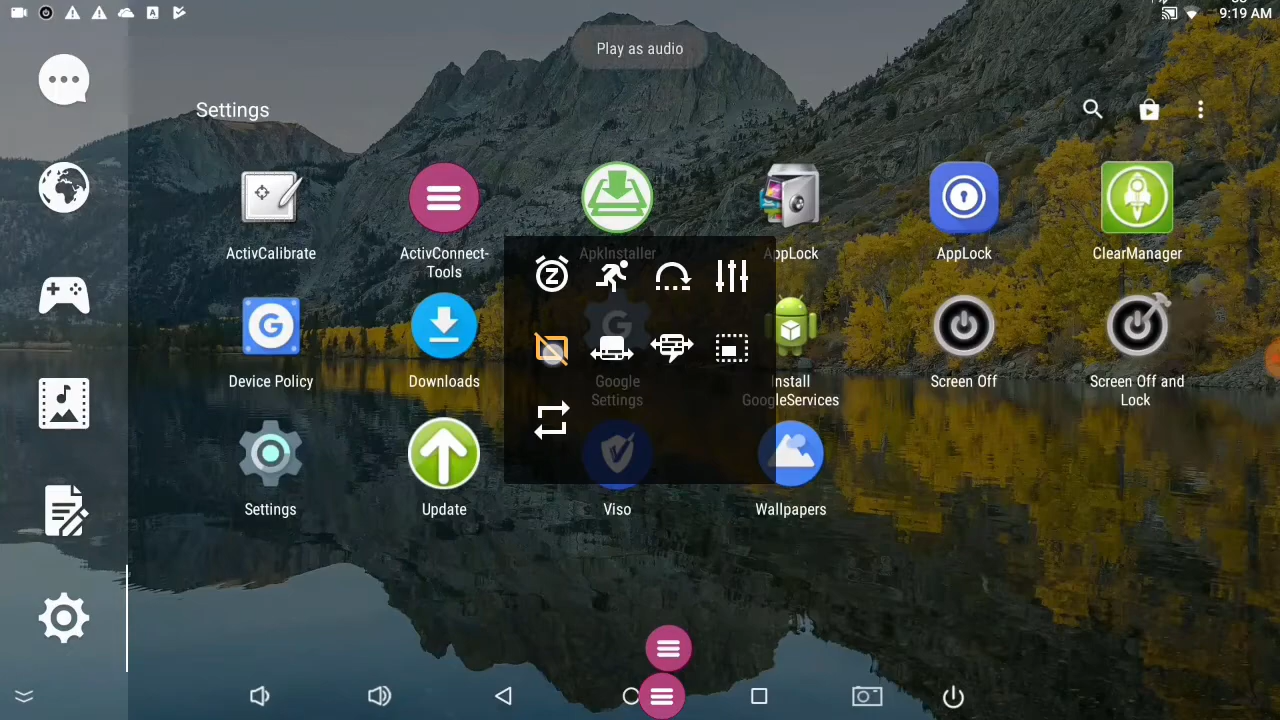 9:19 AM
Play as audio
Settings
ActivCalibrate
ActivConnect-
Tools
ApkInstaller
AppLock
AppLock
ClearManager
Device Policy
Downloads
Google
Settings
Install
GoogleServices
Screen Off
Screen Off and
Lock
Settings
Update
Viso
Wallpapers